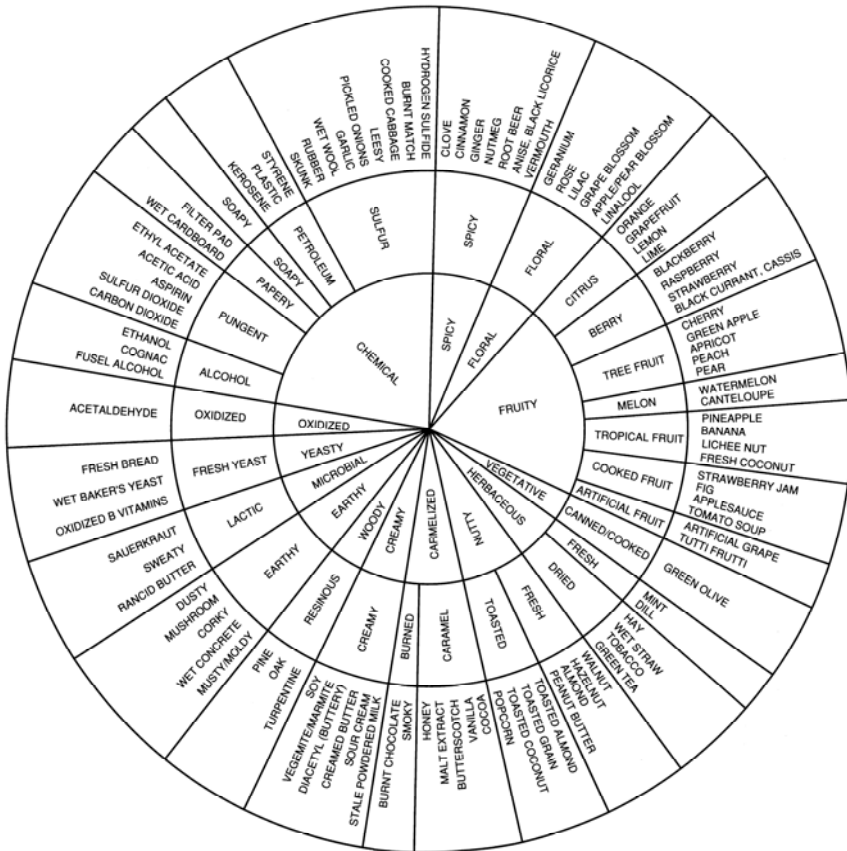 CHEMICAL
SPICY
FLORAL
FRUITY
VEGETATIVE
HERBACEOUS
NUTTY
CARMELIZED
CREAMY
WOODY
EARTHY
MICROBIAL
YEASTY
OXIDIZED
SULFUR
SPICY
FLORAL
CITRUS
BERRY
TREE FRUIT
MELON
TROPICAL FRUIT
COOKED FRUIT
ARTIFICIAL FRUIT
CANNED/COOKED
FRESH
DRIED
FRESH
TOASTED
CARAMEL
BURNED
CREAMY
RESINOUS
EARTHY
LACTIC
FRESH YEAST
OXIDIZED
ALCOHOL
PUNGENT
PAPERY
SOAPY
PETROLEUM
SKUNK
RUBBER
WET WOOL
GARLIC
PICKLED ONIONS
LEESY
COOKED CABBAGE
BURNT MATCH
HYDROGEN SULFIDE
CLOVE
CINNAMON
GINGER
NUTMEG
ROOT BEER
ANISE, BLACK LICORICE
VERMOUTH
GERANIUM
ROSE
LILAC
GRAPE BLOSSOM
APPLE/PEAR BLOSSOM
LINALOOL
ORANGE
GRAPEFRUIT
LEMON
LIME
BLACKBERRY
RASPBERRY
STRAWBERRY
BLACK CURRANT, CASSIS
CHERRY
GREEN APPLE
APRICOT
PEACH
PEAR
WATERMELON
CANTELOUPE
PINEAPPLE
BANANA
LICHEE NUT
FRESH COCONUT
STRAWBERRY JAM
FIG
APPLESAUCE
TOMATO SOUP
ARTIFICIAL GRAPE
TUTTI FRUTTI
GREEN OLIVE
MINT
DILL
HAY
WET STRAW
TOBACCO
GREEN TEA
WALNUT
HAZELNUT
ALMOND
PEANUT BUTTER
TOASTED ALMOND
TOASTED GRAIN
TOASTED COCONUT
POPCORN
COCOA
VANILLA
BUTTERSCOTCH
MALT EXTRACT
HONEY
SMOKY
BURNT CHOCOLATE
STALE POWDERED MILK
SOUR CREAM
CREAMED BUTTER
DIACETYL (BUTTERY)
VEGEMITE/MARMITE
SOY
TURPENTINE
OAK
PINE
MUSTY/MOLDY
WET CONCRETE
CORKY
MUSHROOM
DUSTY
RANCID BUTTER
SWEATY
SAUERKRAUT
OXIDIZED B VITAMINS
WET BAKER'S YEAST
FRESH BREAD
ACETALDEHYDE
FUSEL ALCOHOL
COGNAC
ETHANOL
CARBON DIOXIDE
SULFUR DIOXIDE
ASPIRIN
ACETIC ACID
ETHYL ACETATE
WET CARDBOARD
FILTER PAD
SOAPY
KEROSENE
PLASTIC
STYRENE